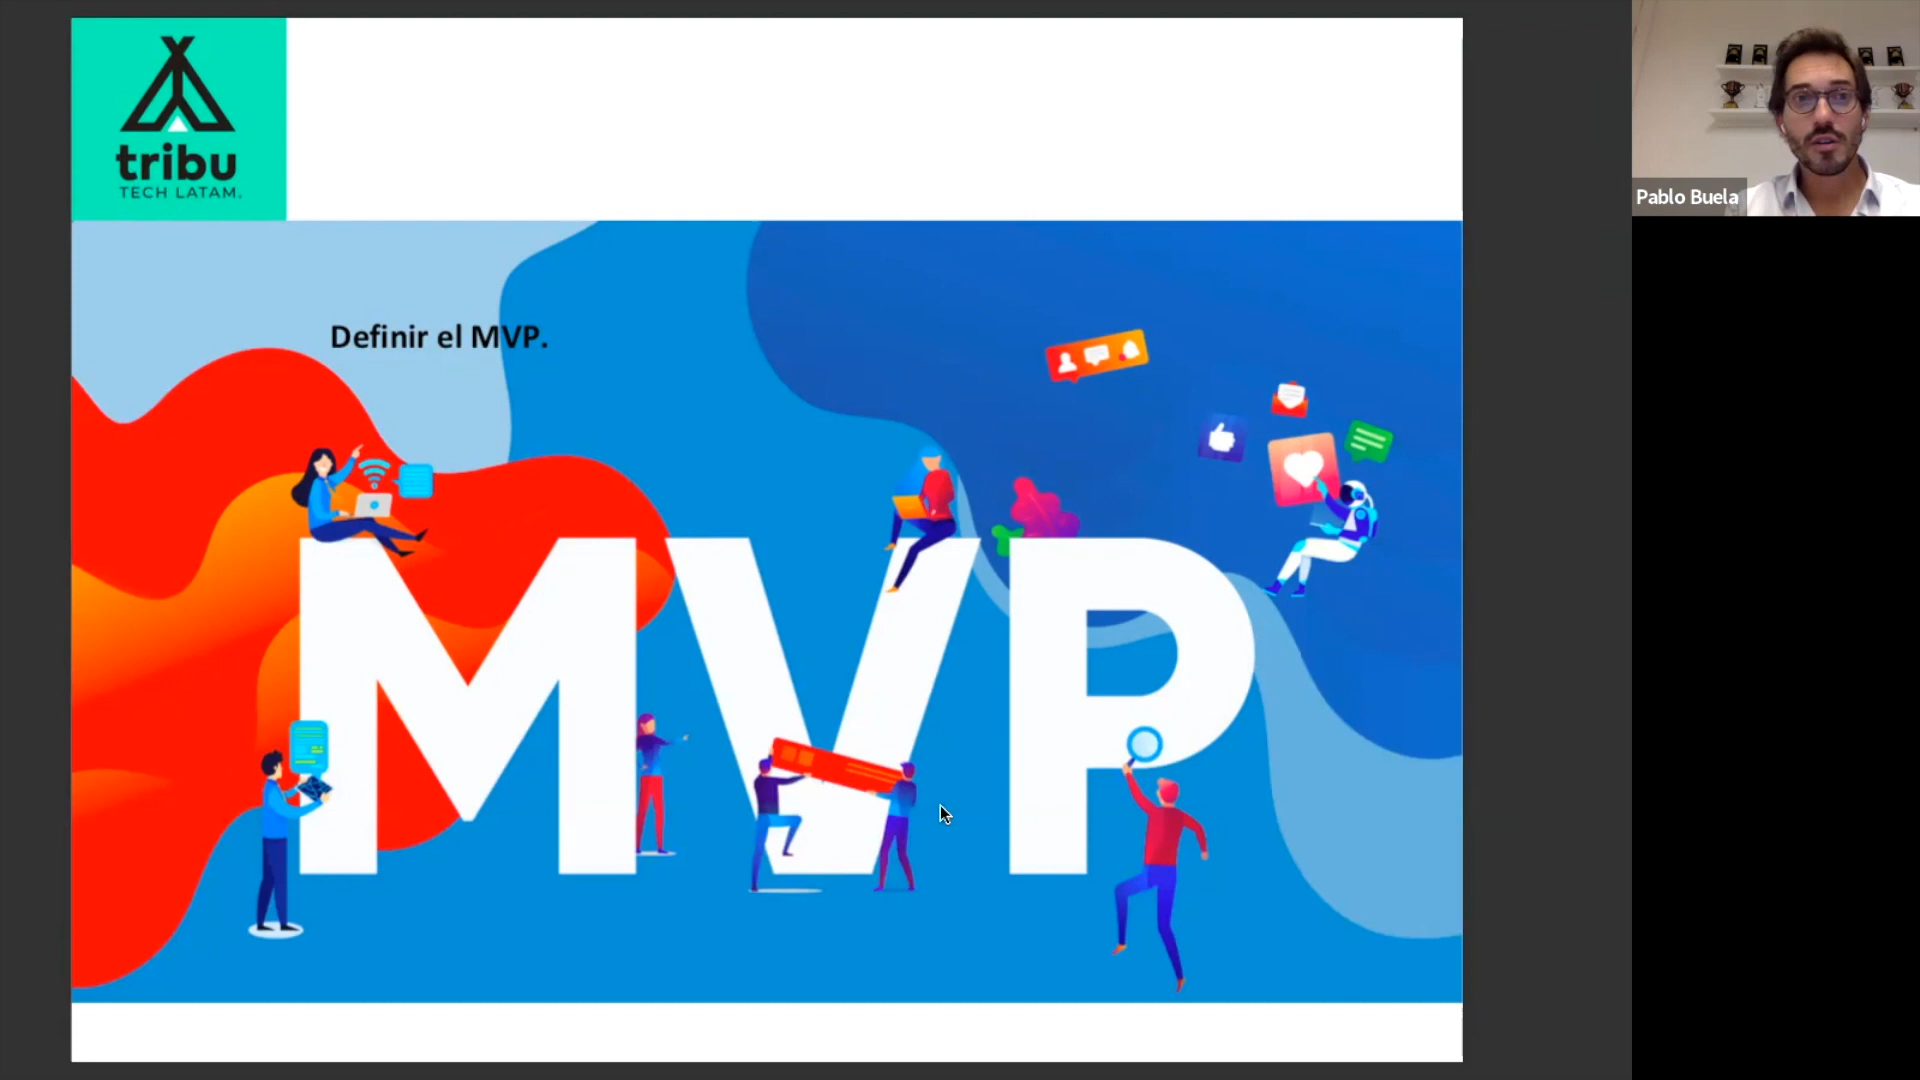 tribu
TECH LATAM.
Definir el MVP.
MVP
Pablo Buela